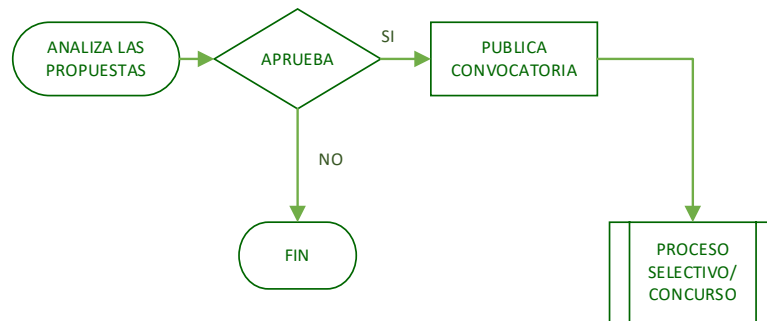 ANALIZA LAS
PROPUESTAS
APRUEBA
SI
PUBLICA
CONVOCATORIA
NO
FIN
PROCESO
SELECTIVO/
CONCURSO